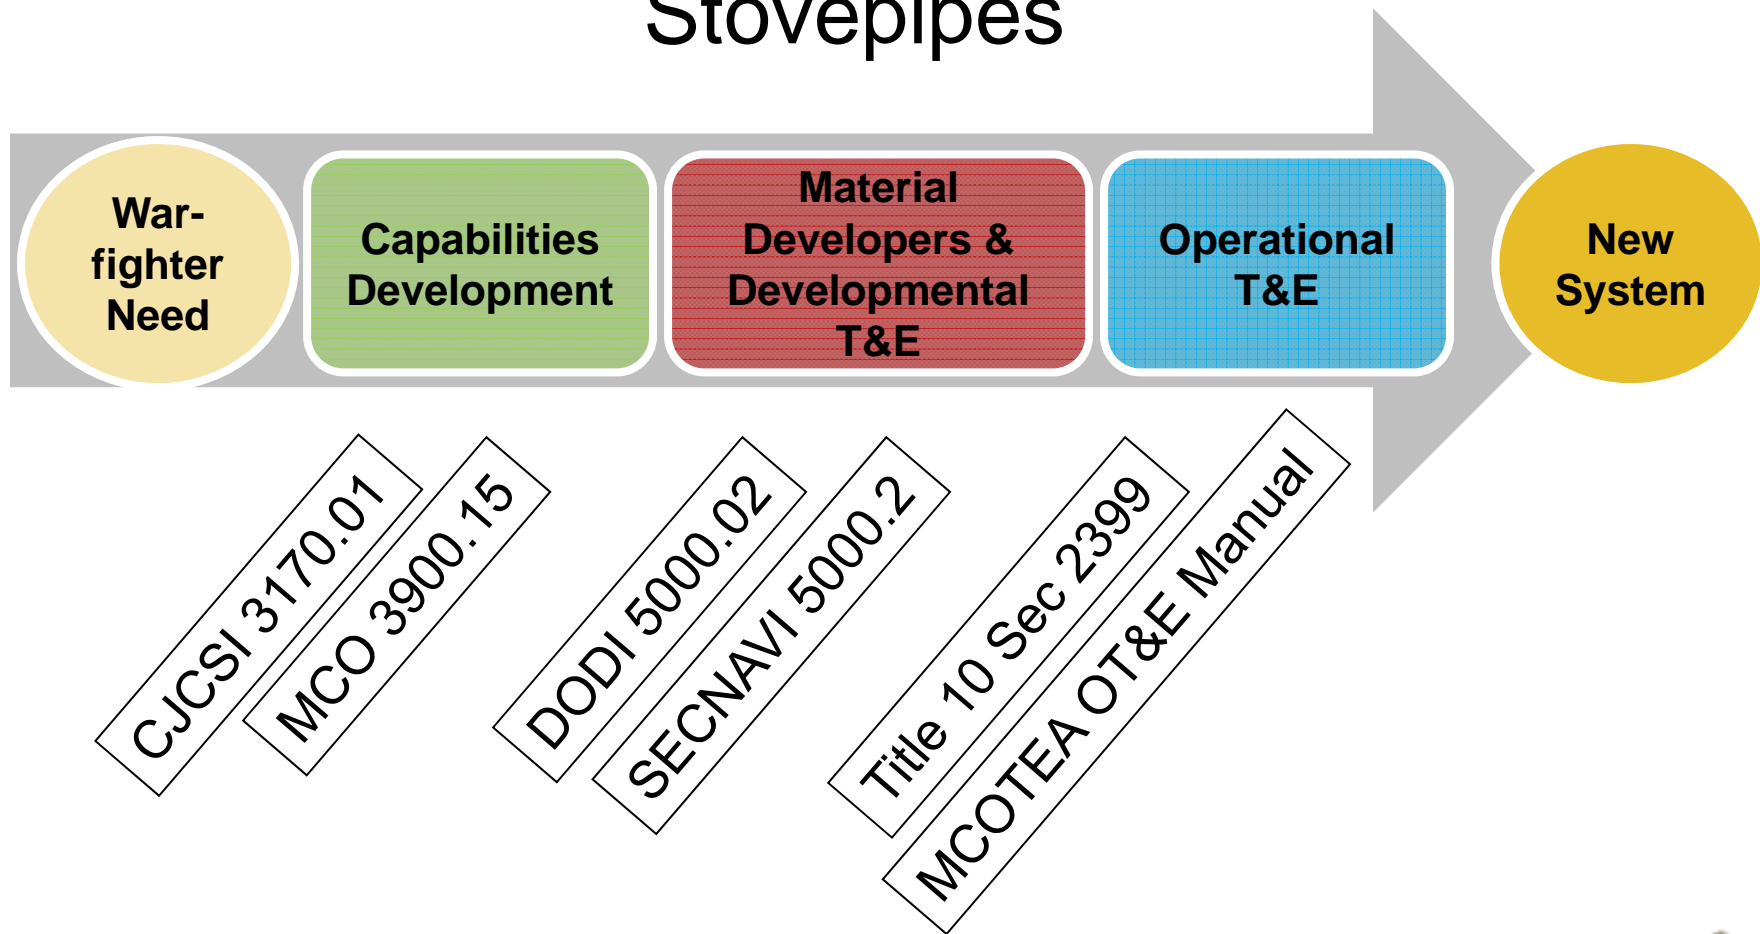 Stovepipes
War-
fighter
Need
Capabilities
Development
Material
Developers &
Developmental
T&E
Operational
T&E
New
System
CJCSI 3170.01
MCO 3900.15
DODI 5000.02
SECNAVI 5000.2
Title 10 Sec 2399
MCOTEA OT&E Manual